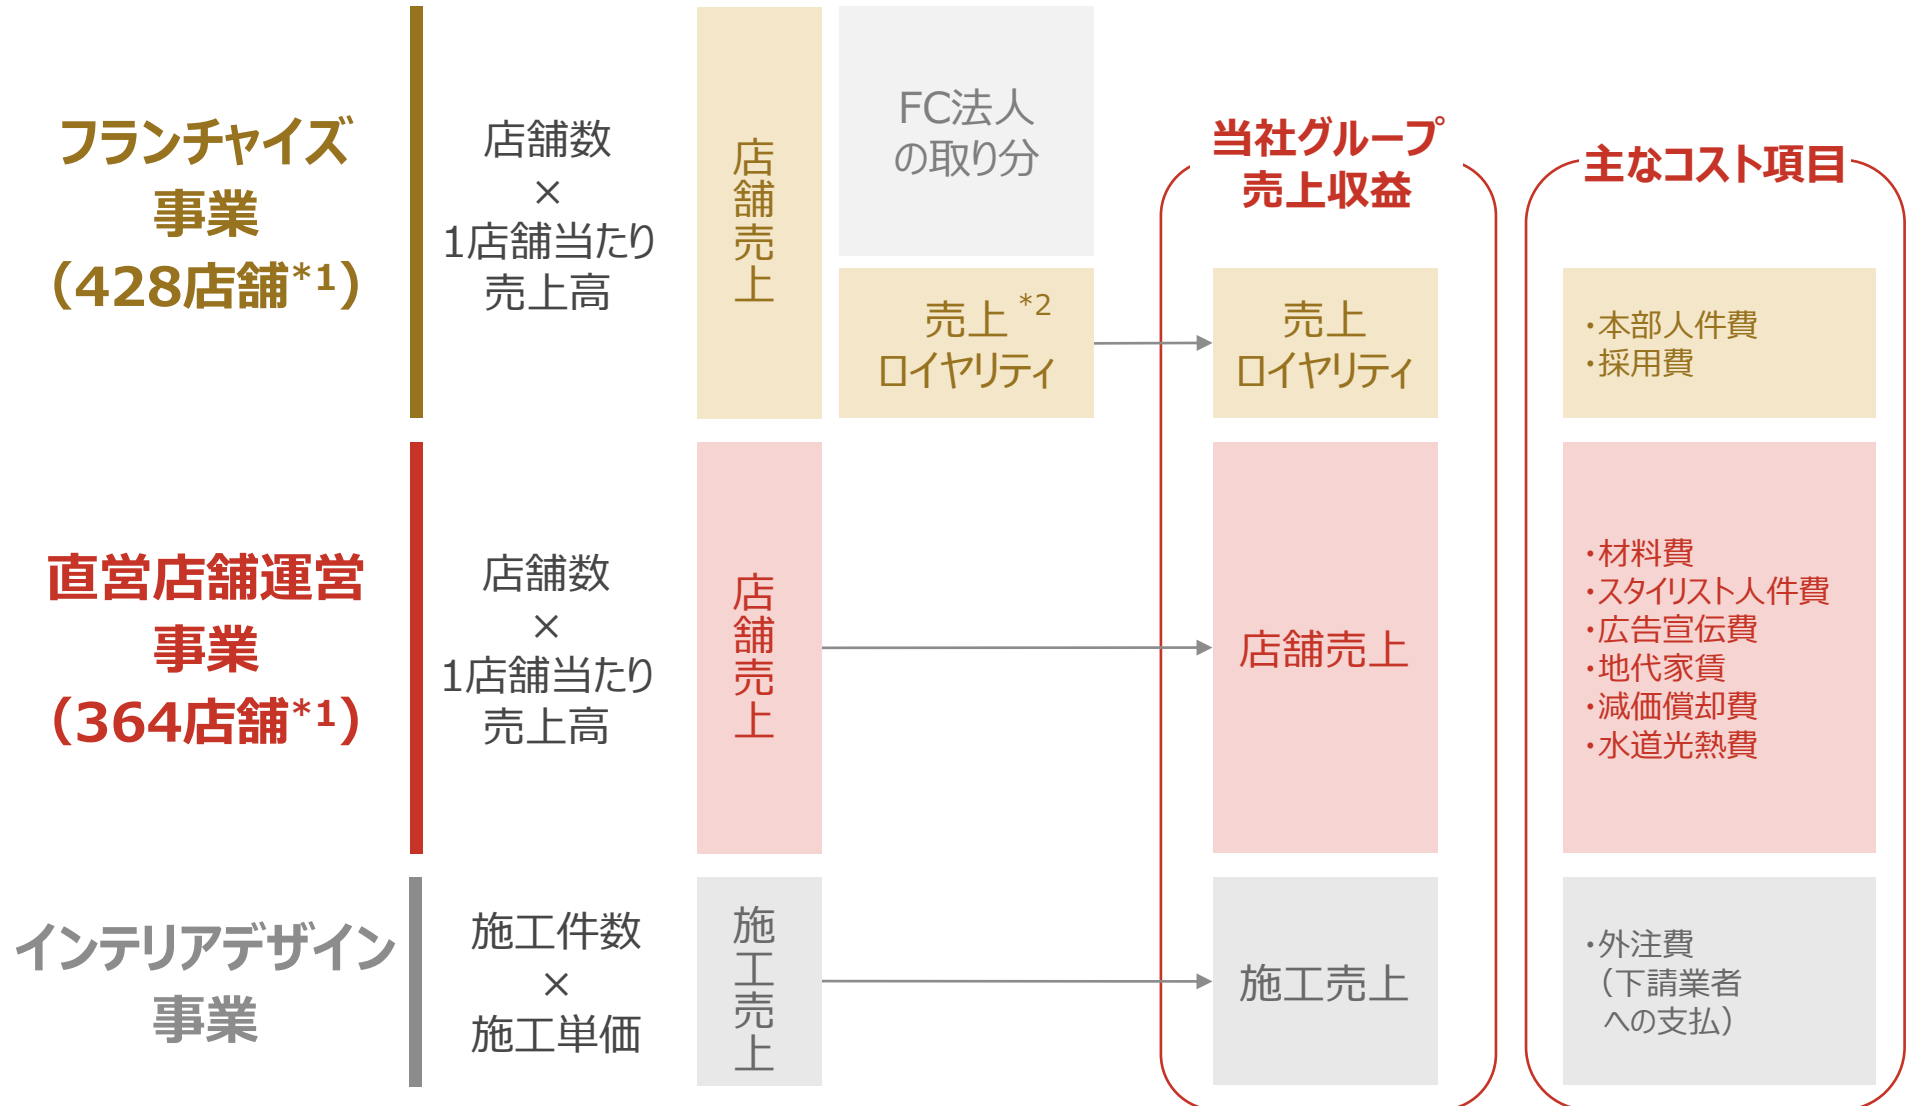 フランチャイズ
事業
（428店舗*1）
店舗数
×
1店舗当たり
売上高
店舗売上
FC法人
の取り分
売上*2
ロイヤリティ
当社グループ
売上収益
売上
ロイヤリティ
主なコスト項目
・本部人件費
・採用費
直営店舗運営
事業
（364店舗*1）
店舗数
×
1店舗当たり
売上高
店舗売上
店舗売上
・材料費
・スタイリスト人件費
・広告宣伝費
・地代家賃
・減価償却費
・水道光熱費
インテリアデザイン
事業
施工件数
×
施工単価
施工売上
施工売上
・外注費
（下請業者
への支払）